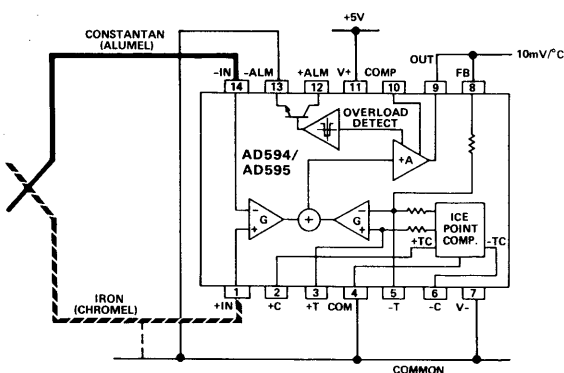 +5V
CONSTANTAN
(ALUMEL)
10mV/°C
−IN −ALM +ALM V+ COMP OUT FB
14 13 12 11 10 9 8
OVERLOAD
DETECT
AD594/
AD595
+A
−
G
+
+
−
G
+
ICE
POINT
COMP.
+TC
-TC
1 2 3 4 5 6 7
+IN +C +T COM -T -C V-
IRON
(CHROMEL)
COMMON